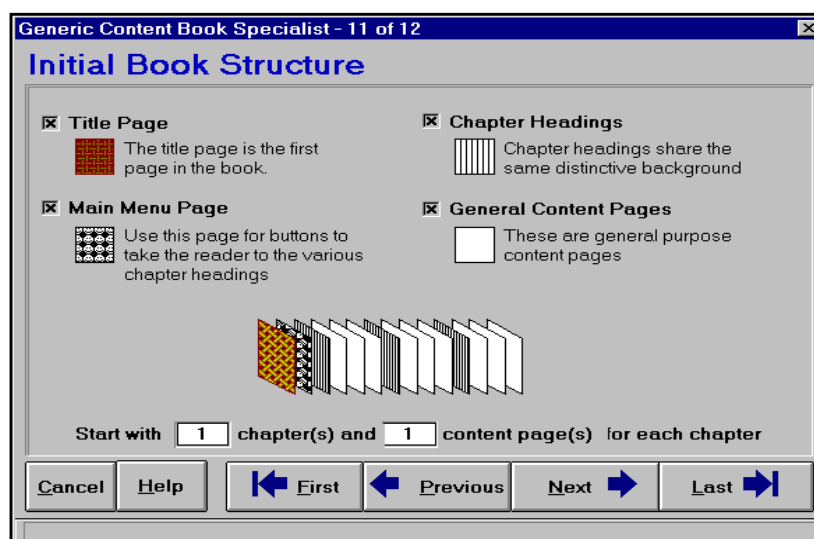 Generic Content Book Specialist - 11 of 12
Initial Book Structure
Title Page
The title page is the first
page in the book.
Chapter Headings
Chapter headings share the
same distinctive background
Main Menu Page
Use this page for buttons to
take the reader to the various
chapter headings
General Content Pages
These are general purpose
content pages
Start with 1 chapter(s) and 1 content page(s) for each chapter
Cancel Help First Previous Next Last